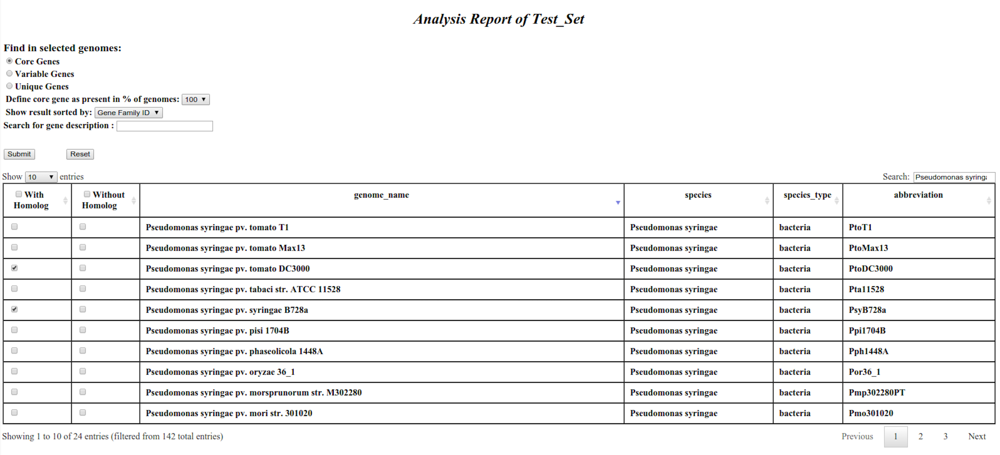 Analysis Report of Test_Set
Find in selected genomes:
Core Genes
Variable Genes
Unique Genes
Define core gene as present in % of genomes: 100
Show result sorted by: Gene Family ID
Search for gene description :
Submit Reset
Show 10 entries Search: Pseudomonas syringa
With Homolog Without Homolog genome_name species species_type abbreviation
Pseudomonas syringae pv. tomato T1 Pseudomonas syringae bacteria PtoT1
Pseudomonas syringae pv. tomato Max13 Pseudomonas syringae bacteria PtoMax13
Pseudomonas syringae pv. tomato DC3000 Pseudomonas syringae bacteria PtoDC3000
Pseudomonas syringae pv. tabaci str. ATCC 11528 Pseudomonas syringae bacteria Pta11528
Pseudomonas syringae pv. syringae B728a Pseudomonas syringae bacteria PsyB728a
Pseudomonas syringae pv. pisi 1704B Pseudomonas syringae bacteria Ppi1704B
Pseudomonas syringae pv. phaseolicola 1448A Pseudomonas syringae bacteria Pph1448A
Pseudomonas syringae pv. oryzae 36_1 Pseudomonas syringae bacteria Por36_1
Pseudomonas syringae pv. morsprunorum str. M302280 Pseudomonas syringae bacteria Pmp302280PT
Pseudomonas syringae pv. mori str. 301020 Pseudomonas syringae bacteria Pmo301020
Showing 1 to 10 of 24 entries (filtered from 142 total entries) Previous 1 2 3 Next